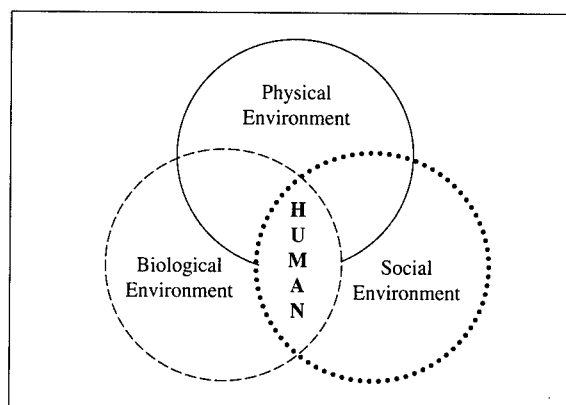 Physical
Environment
H
U
M
A
N
Biological
Environment
Social
Environment